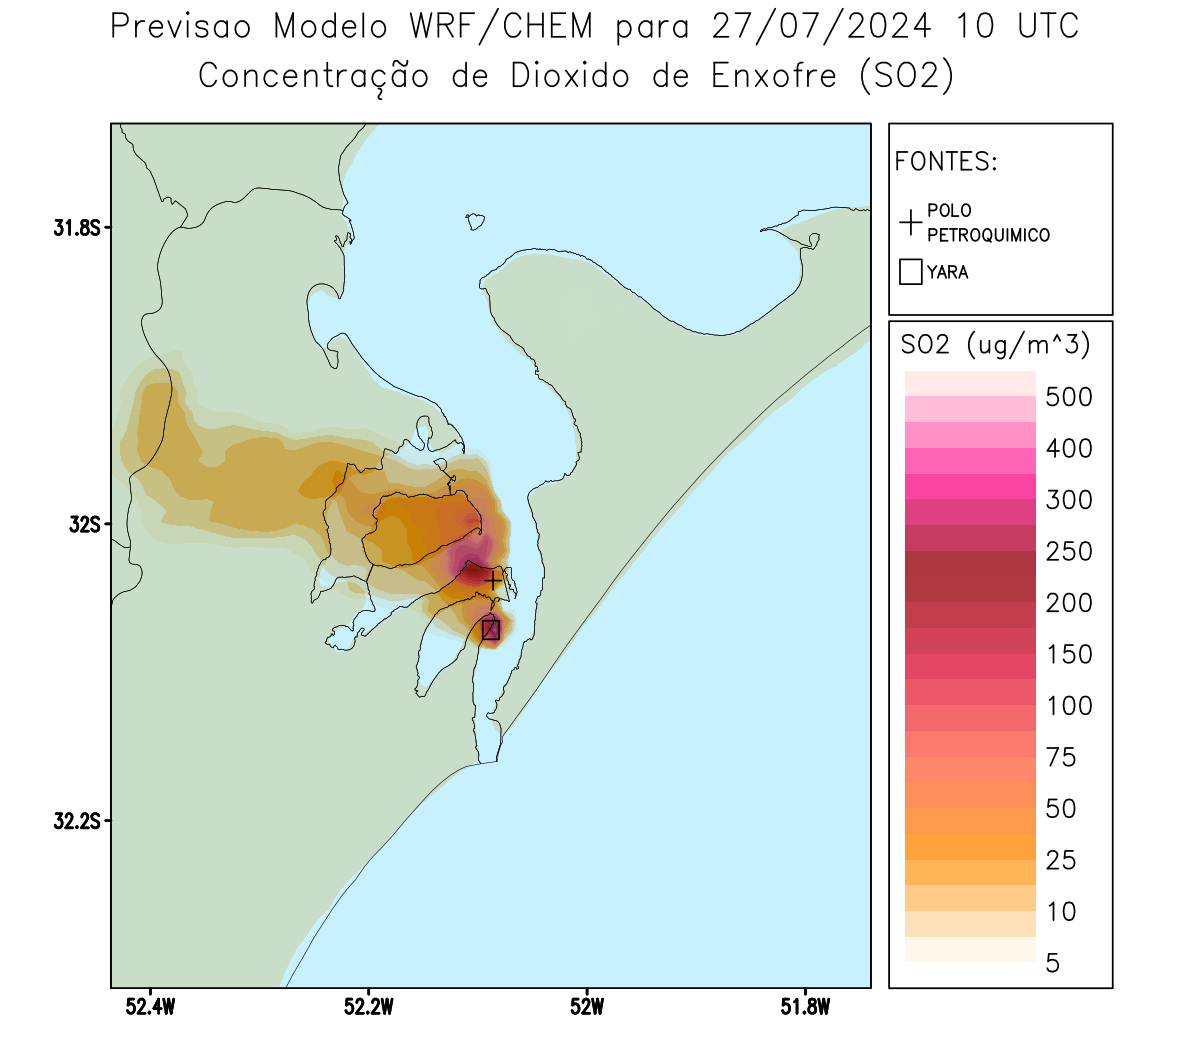 Previsao Modelo WRF/CHEM para 27/07/2024 10 UTC
Concentração de Dioxido de Enxofre (SO2)
FONTES:
POLO
PETROQUIMICO
YARA
31.8S
32S
32.2S
52.4W
52.2W
52W
51.8W
SO2 (ug/m^3)
500
400
300
250
200
150
100
75
50
25
10
5